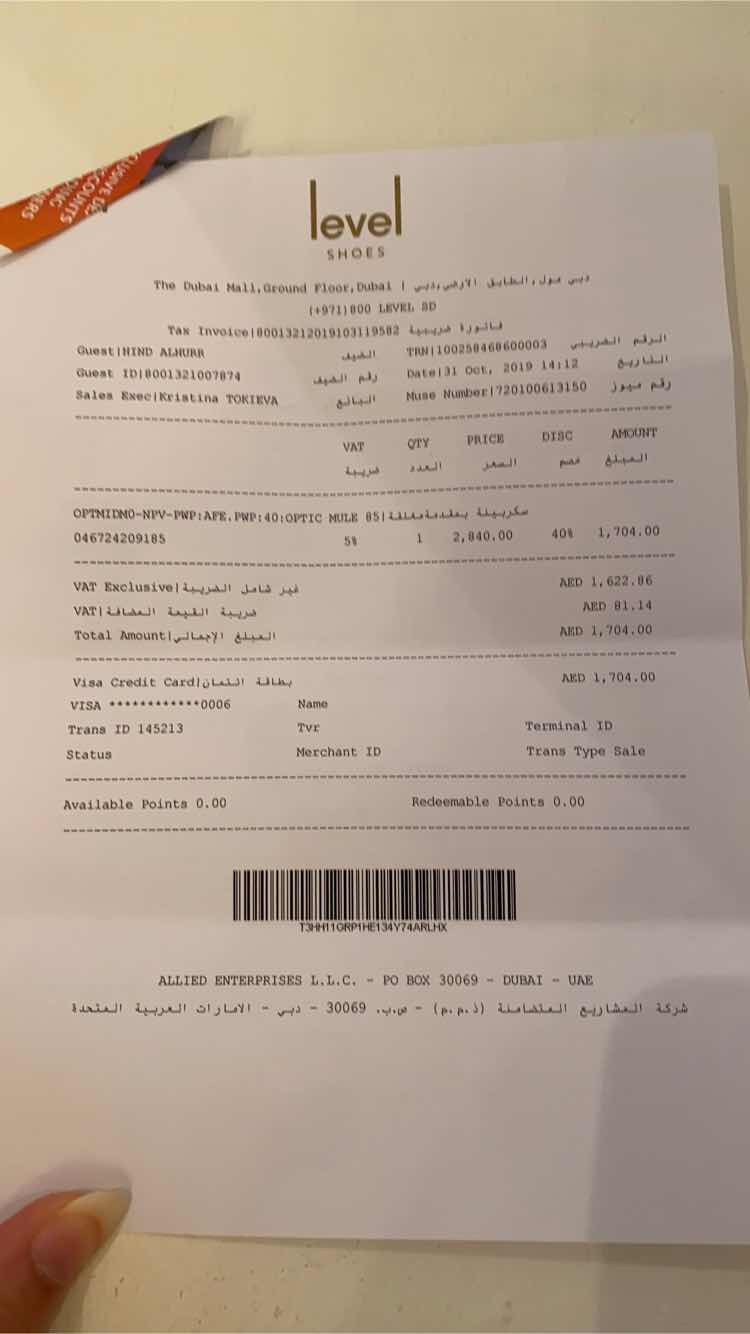 level
SHOES
The Dubai Mall,Ground Floor,Dubai | دبي مول,الطابق الارضي,دبي
(+971)800 LEVEL SD
Tax Invoice|80013212019103119582 فاتورة ضريبية
Guest|HIND ALHURR الضيف TRN|100258468600003 الرقم الضريبي
Guest ID|8001321007874 رقم الضيف Date|31 Oct, 2019 14:12 التاريخ
Sales Exec|Kristina TOKIEVA البائع Muse Number|720100613150 رقم ميوز
VAT QTY PRICE DISC AMOUNT
ضريبة العدد السعر خصم المبلغ
OPTMIDMO-NPV-PWP:AFE.PWP:40:OPTIC MULE 85|سكربينة بمقدمة مغلقة
046724209185 5% 1 2,840.00 40% 1,704.00
VAT Exclusive|غير شامل الضريبة AED 1,622.86
VAT|ضريبة القيمة المضافة AED 81.14
Total Amount|المبلغ الإجمالي AED 1,704.00
Visa Credit Card|بطاقة ائتمان AED 1,704.00
VISA ************0006 Name
Trans ID 145213 Tvr Terminal ID
Status Merchant ID Trans Type Sale
Available Points 0.00 Redeemable Points 0.00
T3HH11GRP1HE134Y74ARLHX
ALLIED ENTERPRISES L.L.C. - PO BOX 30069 - DUBAI - UAE
شركة المشاريع المتضامنة (ذ.م.م) - ص.ب. 30069 - دبي - الامارات العربية المتحدة